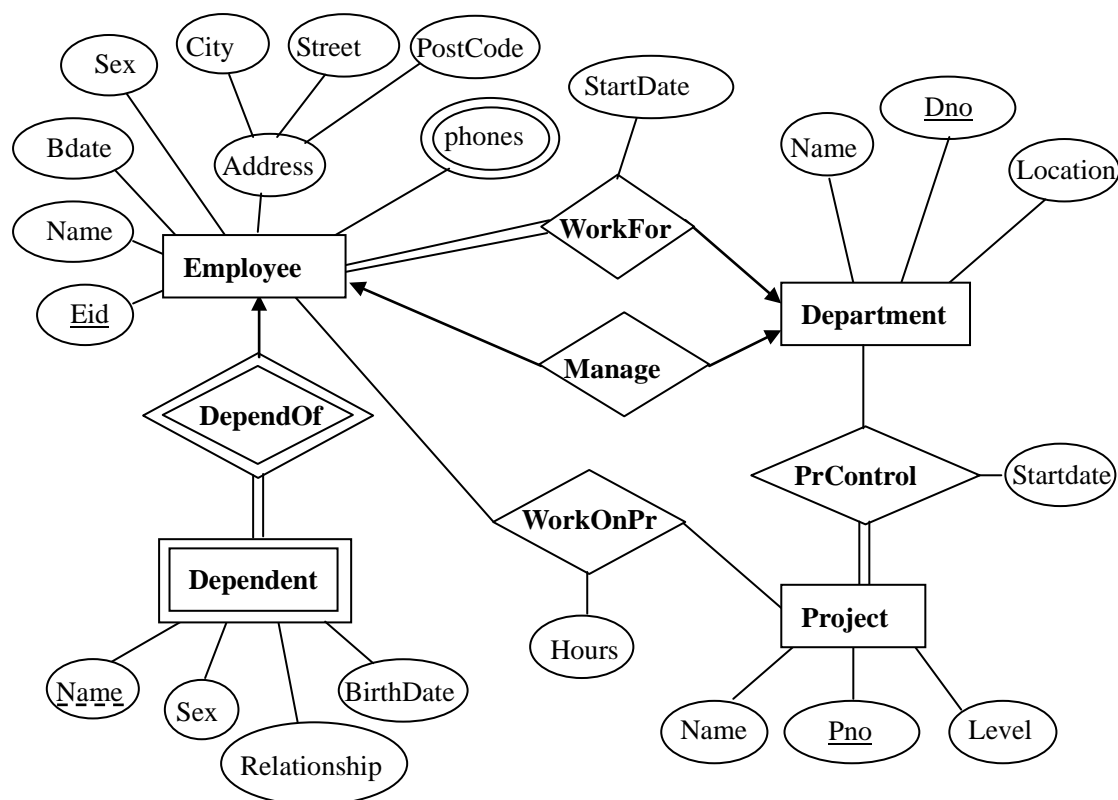 City
Street
PostCode
Sex
StartDate
Dno
phones
Bdate
Address
Name
Location
Name
WorkFor
Employee
Eid
Department
Manage
DependOf
PrControl
Startdate
WorkOnPr
Dependent
Project
Hours
Name
Sex
BirthDate
Name
Pno
Level
Relationship